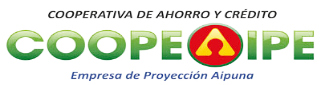 COOPERATIVA DE AHORRO Y CRÉDITO
COOPEAIPE
Empresa de Proyección Aipuna